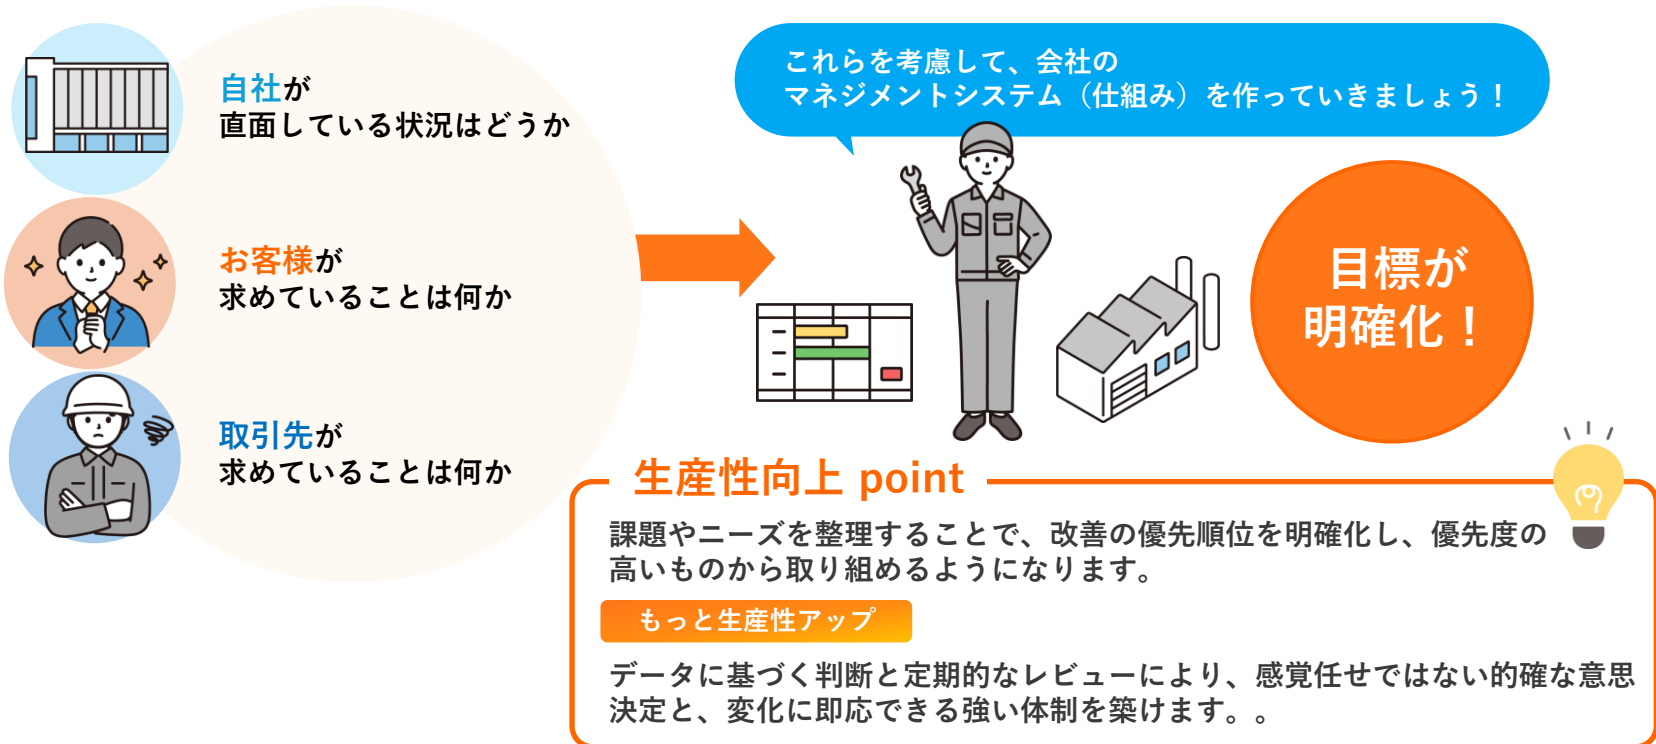 自社が
直面している状況はどうか
お客様が
求めていることは何か
取引先が
求めていることは何か
これらを考慮して、会社の
マネジメントシステム（仕組み）を作っていきましょう！
目標が
明確化！
生産性向上 point
課題やニーズを整理することで、改善の優先順位を明確化し、優先度の
高いものから取り組めるようになります。
もっと生産性アップ
データに基づく判断と定期的なレビューにより、感覚任せではない的確な意思
決定と、変化に即応できる強い体制を築けます。。